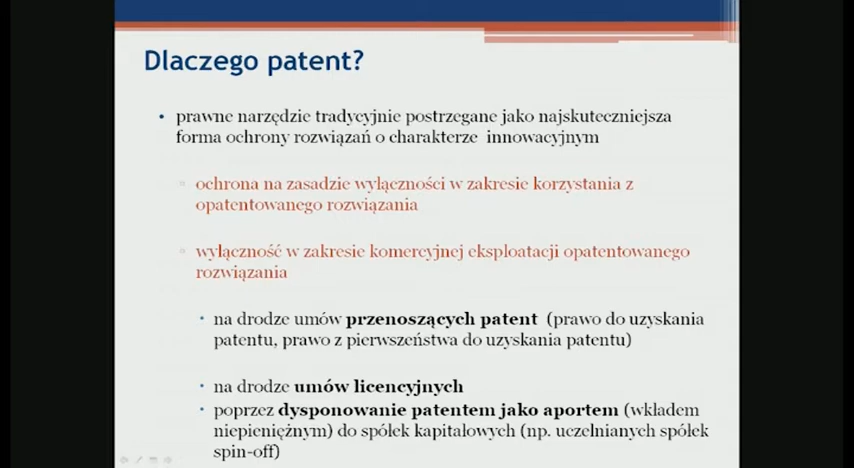 Dlaczego patent?
• prawne narzędzie tradycyjnie postrzegane jako najskuteczniejsza
forma ochrony rozwiązań o charakterze innowacyjnym
▫ ochrona na zasadzie wyłączności w zakresie korzystania z
opatentowanego rozwiązania
▫ wyłączność w zakresie komercyjnej eksploatacji opatentowanego
rozwiązania
• na drodze umów przenoszących patent (prawo do uzyskania
patentu, prawo z pierwszeństwa do uzyskania patentu)
• na drodze umów licencyjnych
• poprzez dysponowanie patentem jako aportem (wkładem
niepieniężnym) do spółek kapitałowych (np. uczelnianych spółek
spin-off)